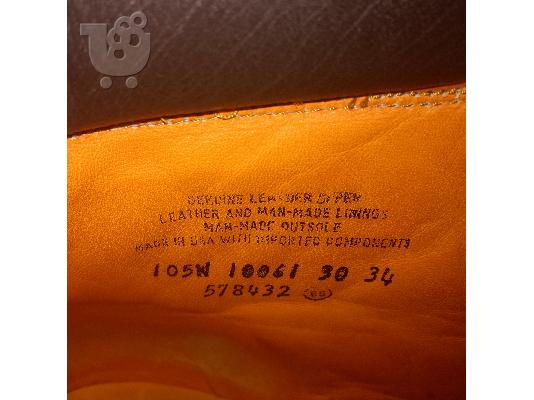 GENUINE LEATHER UPPER
LEATHER AND MAN-MADE LININGS
MAN-MADE OUTSOLE
MADE IN USA WITH IMPORTED COMPONENTS
105W 10061 30 34
578432